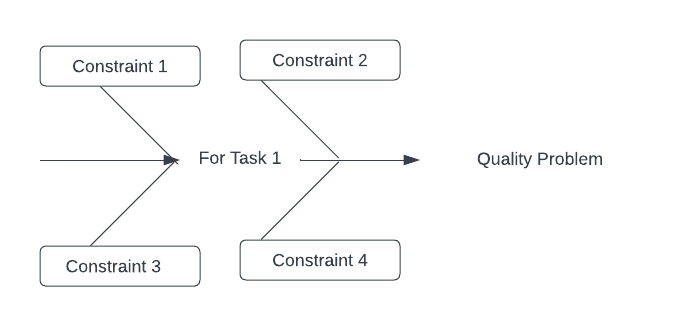 Constraint 1
Constraint 2
For Task 1
Quality Problem
Constraint 3
Constraint 4